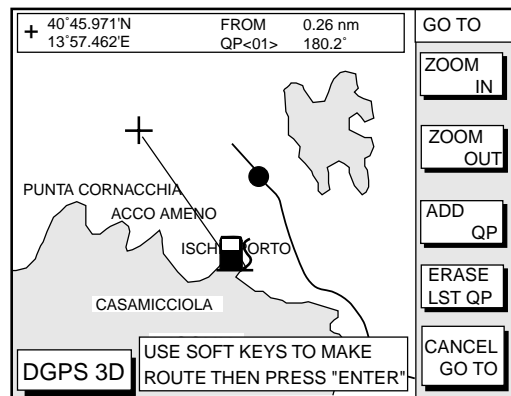 + 40°45.971'N FROM 0.26 nm
13°57.462'E QP<01> 180.2°
GO TO
ZOOM
IN
ZOOM
OUT
PUNTA CORNACCHIA
ACCO AMENO
ADD
QP
ISCH ORTO
ERASE
LST QP
CASAMICCIOLA
CANCEL
GO TO
DGPS 3D
USE SOFT KEYS TO MAKE
ROUTE THEN PRESS "ENTER"